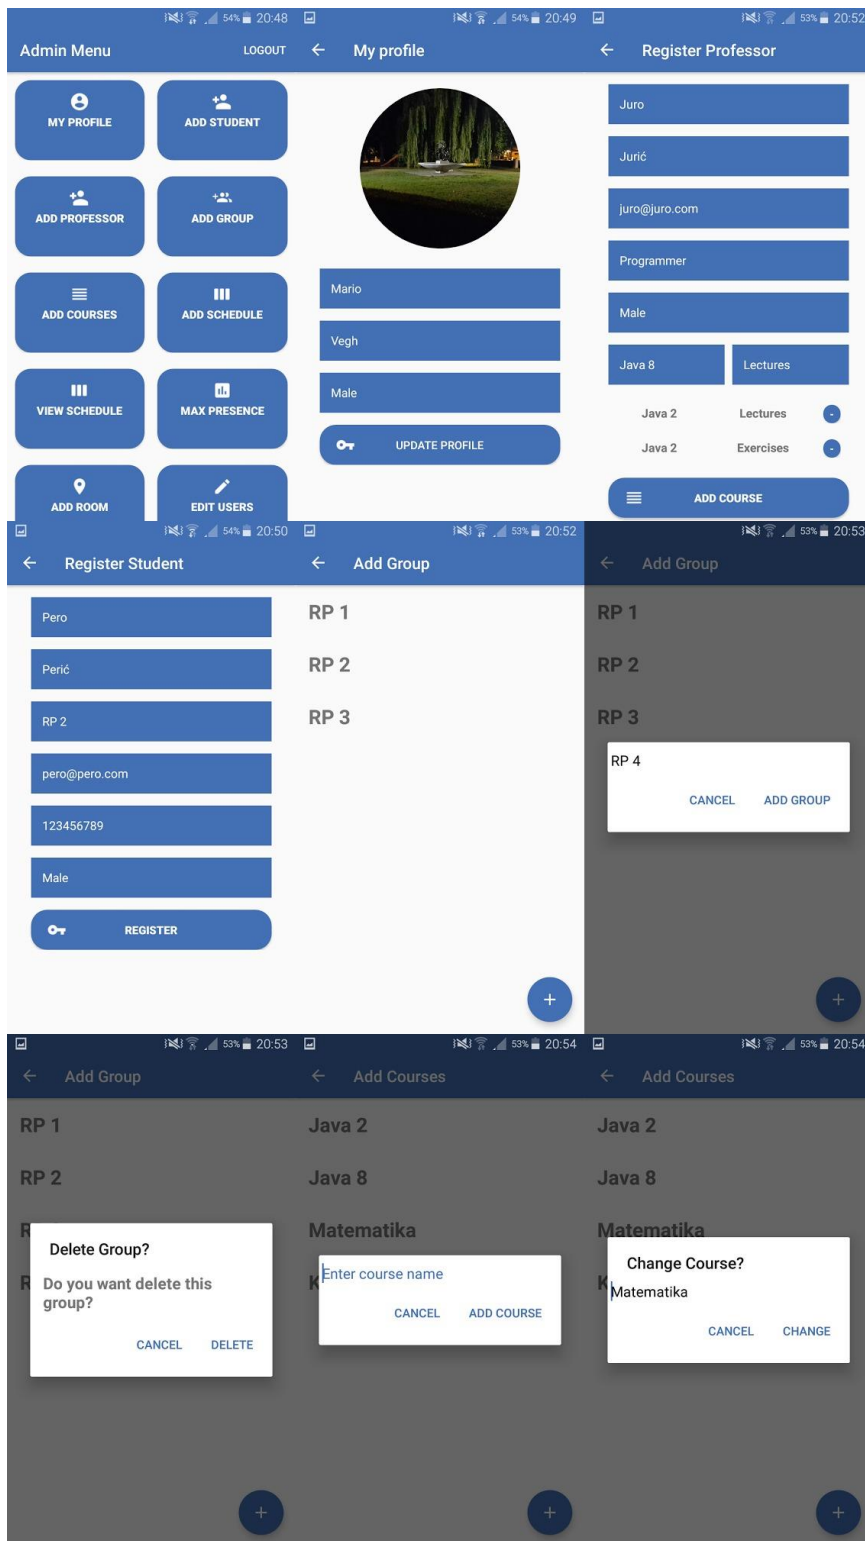 54% 20:48
Admin Menu LOGOUT
MY PROFILE
ADD STUDENT
ADD PROFESSOR
ADD GROUP
ADD COURSES
ADD SCHEDULE
VIEW SCHEDULE
MAX PRESENCE
ADD ROOM
EDIT USERS
54% 20:49
My profile
Mario
Vegh
Male
UPDATE PROFILE
53% 20:52
Register Professor
Juro
Jurić
juro@juro.com
Programmer
Male
Java 8 Lectures
Java 2 Lectures -
Java 2 Exercises -
ADD COURSE
54% 20:50
Register Student
Pero
Perić
RP 2
pero@pero.com
123456789
Male
REGISTER
53% 20:52
Add Group
RP 1
RP 2
RP 3
+
53% 20:53
Add Group
RP 1
RP 2
RP 3
RP 4
CANCEL ADD GROUP
+
53% 20:53
Add Group
RP 1
RP 2
R
Delete Group?
R
Do you want delete this
group?
CANCEL DELETE
+
53% 20:54
Add Courses
Java 2
Java 8
Matematika
K
Enter course name
CANCEL ADD COURSE
+
53% 20:54
Add Courses
Java 2
Java 8
Matematika
Change Course?
K
Matematika
CANCEL CHANGE
+